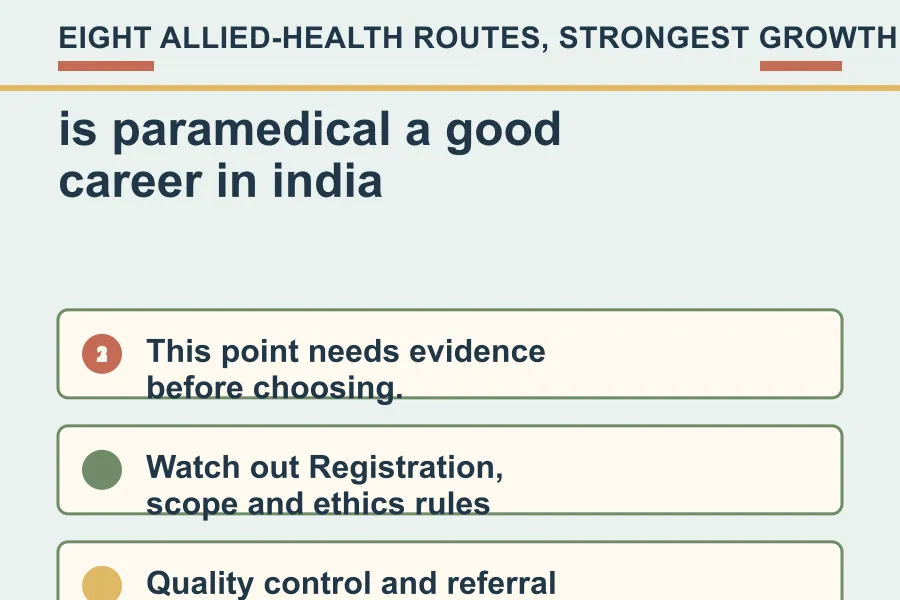 EIGHT ALLIED-HEALTH ROUTES, STRONGEST GROWTH
is paramedical a good
career in india
This point needs evidence
before choosing.
Watch out Registration,
scope and ethics rules
Quality control and referral